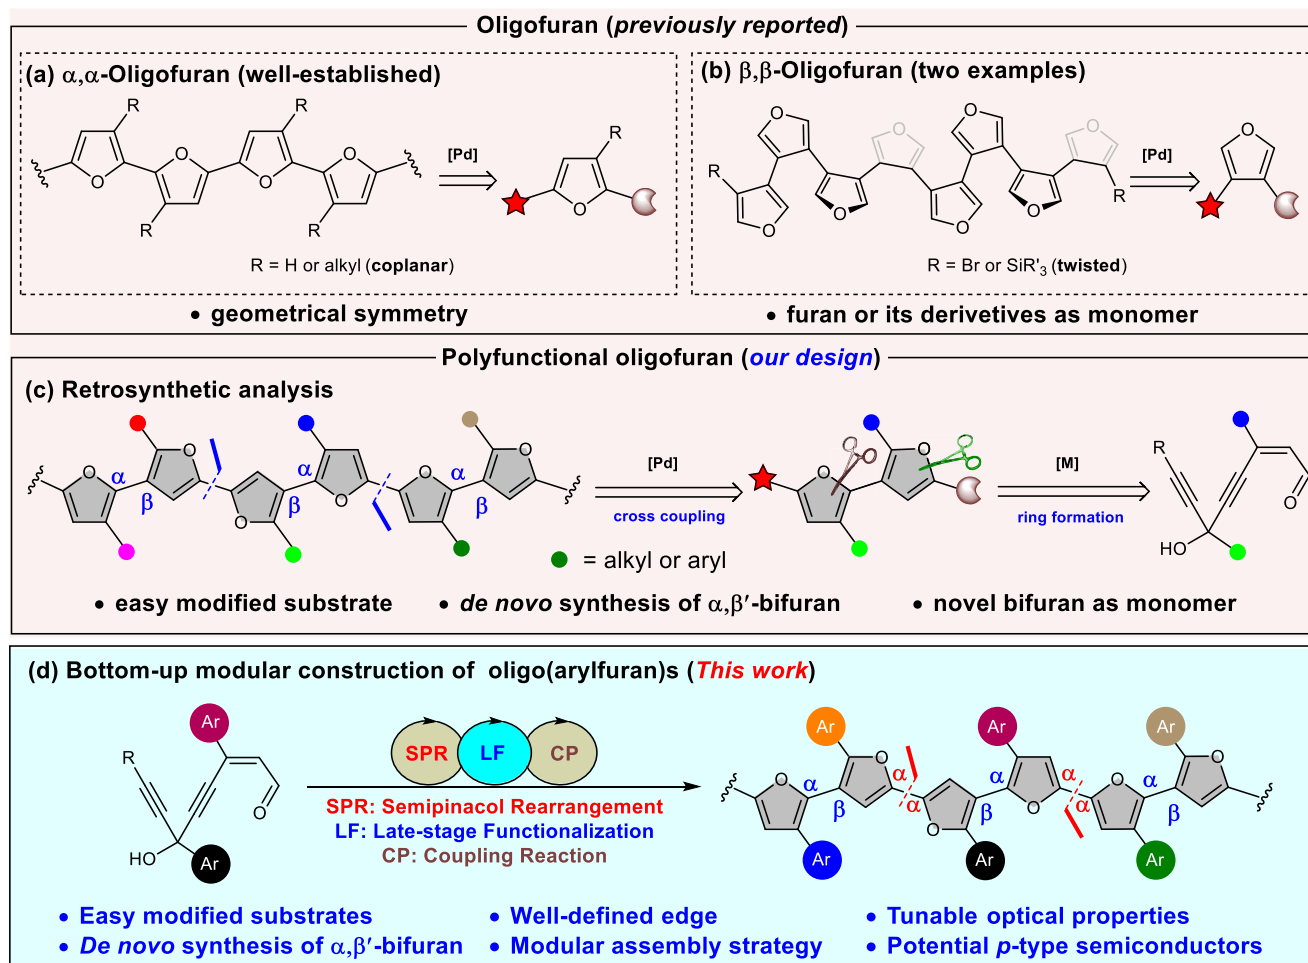 Oligofuran (previously reported)
(a) α,α-Oligofuran (well-established)
(b) β,β-Oligofuran (two examples)
R
R
R
R
O
O
O
O
[Pd]
R
O
R = H or alkyl (coplanar)
O
O
O
O
R
O
O
O
O
R
[Pd]
O
R = Br or SiR'3 (twisted)
• geometrical symmetry
• furan or its derivetives as monomer
Polyfunctional oligofuran (our design)
(c) Retrosynthetic analysis
O
α
β
O
O
β
α
O
O
α
β
O
[Pd]
cross coupling
O
O
[M]
ring formation
R
O
HO
= alkyl or aryl
• easy modified substrate
• de novo synthesis of α,β′-bifuran
• novel bifuran as monomer
(d) Bottom-up modular construction of oligo(arylfuran)s (This work)
Ar
R
O
HO
Ar
SPR
LF
CP
SPR: Semipinacol Rearrangement
LF: Late-stage Functionalization
CP: Coupling Reaction
Ar
Ar
Ar
O
α
β
O
α
α
O
β
α
O
α
α
O
α
β
O
Ar
Ar
Ar
• Easy modified substrates
• Well-defined edge
• Tunable optical properties
• De novo synthesis of α,β′-bifuran
• Modular assembly strategy
• Potential p-type semiconductors